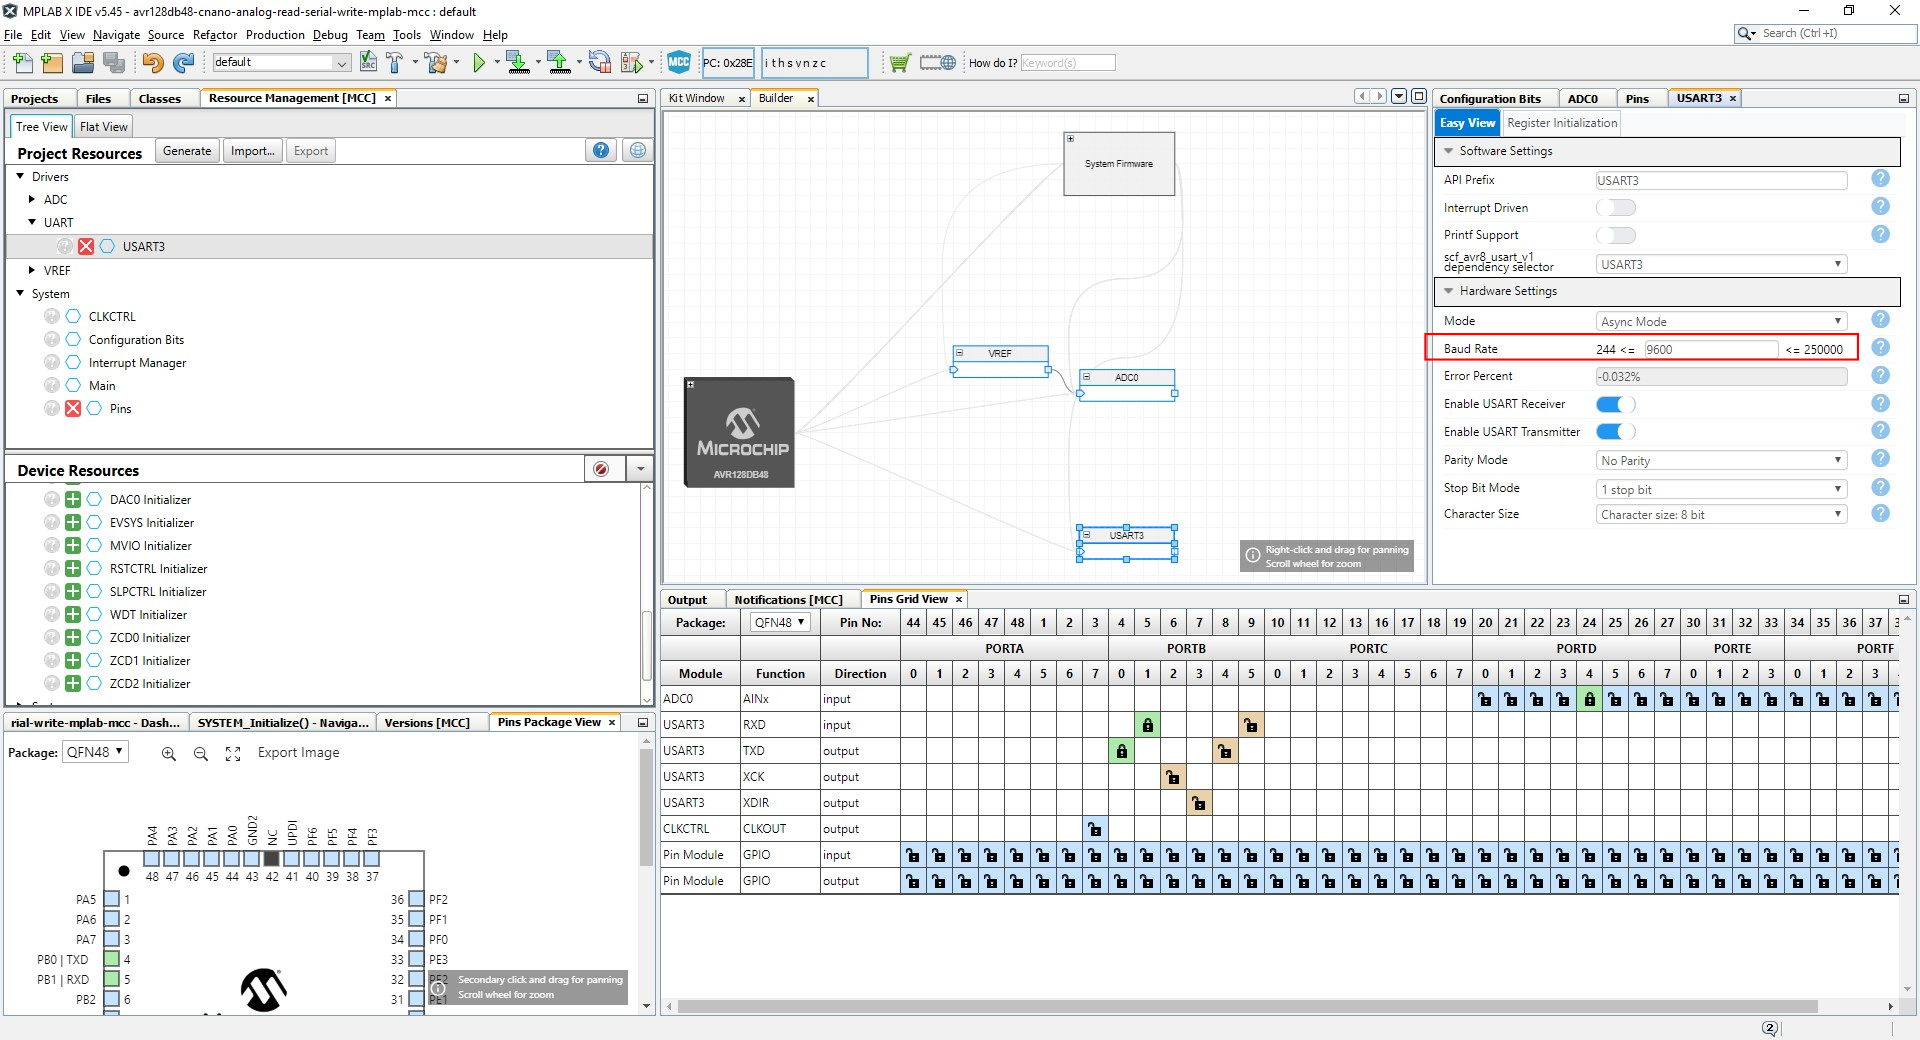 MPLAB X IDE v5.45 - avr128db48-cnano-analog-read-serial-write-mplab-mcc : default
File Edit View Navigate Source Refactor Production Debug Team Tools Window Help
Search (Ctrl+I)
default
MCC
PC: 0x28E
i t h s v n z c
How do I? Keyword(s)
Projects Files Classes Resource Management [MCC] ×
Tree View Flat View
Project Resources Generate Import... Export
Drivers
ADC
UART
USART3
VREF
System
CLKCTRL
Configuration Bits
Interrupt Manager
Main
Pins
Device Resources
DAC0 Initializer
EVSYS Initializer
MVIO Initializer
RSTCTRL Initializer
SLPCTRL Initializer
WDT Initializer
ZCD0 Initializer
ZCD1 Initializer
ZCD2 Initializer
rial-write-mplab-mcc - Dash... SYSTEM_Initialize() - Naviga... Versions [MCC] Pins Package View ×
Package: QFN48 Export Image
PA4 PA3 PA2 PA1 PA0 GND2 NC UPDI PF6 PF5 PF4 PF3
48 47 46 45 44 43 42 41 40 39 38 37
PA5 1 36 PF2
PA6 2 35 PF1
PA7 3 34 PF0
PB0 | TXD 4 33 PE3
PB1 | RXD 5 32 PE2
PB2 6 31 PE1
Secondary click and drag for panning
Scroll wheel for zoom
Kit Window × Builder ×
System Firmware
VREF
ADC0
MICROCHIP
AVR128DB48
USART3
Right-click and drag for panning
Scroll wheel for zoom
Configuration Bits ADC0 Pins USART3 ×
Easy View Register Initialization
Software Settings
API Prefix USART3
Interrupt Driven
Printf Support
scf_avr8_usart_v1
dependency selector USART3
Hardware Settings
Mode Async Mode
Baud Rate 244 <= 9600 <= 250000
Error Percent -0.032%
Enable USART Receiver
Enable USART Transmitter
Parity Mode No Parity
Stop Bit Mode 1 stop bit
Character Size Character size: 8 bit
Output Notifications [MCC] Pins Grid View ×
Package: QFN48 Pin No: 44 45 46 47 48 1 2 3 4 5 6 7 8 9 10 11 12 13 16 17 18 19 20 21 22 23 24 25 26 27 30 31 32 33 34 35 36 37
PORTA PORTB PORTC PORTD PORTE PORTF
Module Function Direction 0 1 2 3 4 5 6 7 0 1 2 3 4 5 0 1 2 3 4 5 6 7 0 1 2 3 4 5 6 7 0 1 2 3 0 1 2 3
ADC0 AINx input
USART3 RXD input
USART3 TXD output
USART3 XCK output
USART3 XDIR output
CLKCTRL CLKOUT output
Pin Module GPIO input
Pin Module GPIO output
2